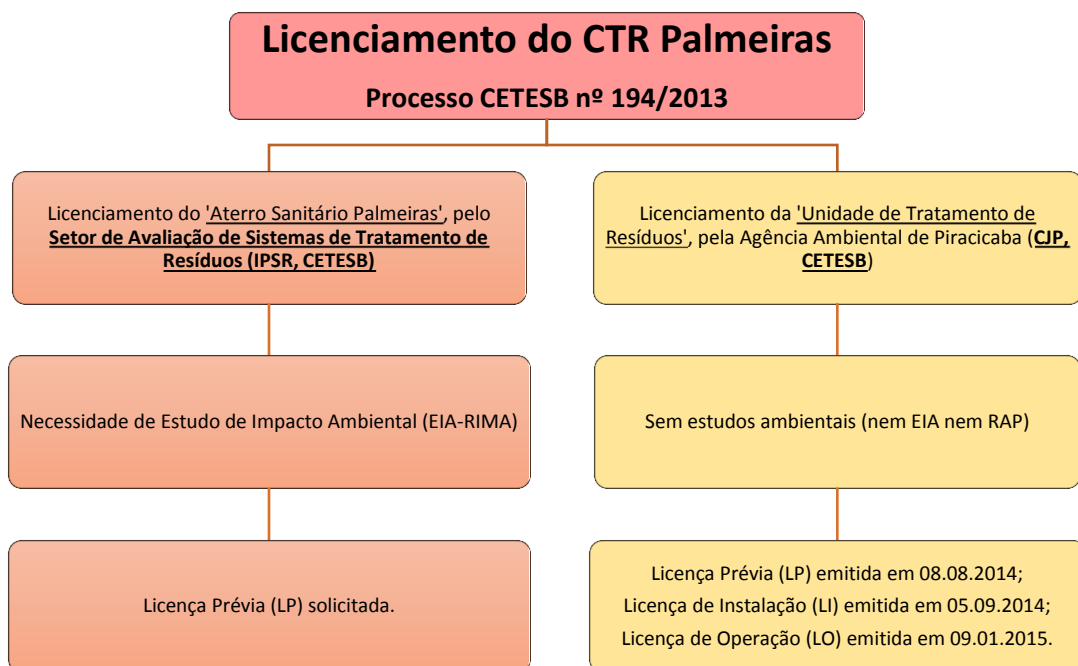 Licenciamento do CTR Palmeiras
Processo CETESB nº 194/2013
Licenciamento do 'Aterro Sanitário Palmeiras', pelo
Setor de Avaliação de Sistemas de Tratamento de
Resíduos (IPSR, CETESB)
Licenciamento da 'Unidade de Tratamento de
Resíduos', pela Agência Ambiental de Piracicaba (CJP,
CETESB)
Necessidade de Estudo de Impacto Ambiental (EIA-RIMA)
Sem estudos ambientais (nem EIA nem RAP)
Licença Prévia (LP) solicitada.
Licença Prévia (LP) emitida em 08.08.2014;
Licença de Instalação (LI) emitida em 05.09.2014;
Licença de Operação (LO) emitida em 09.01.2015.